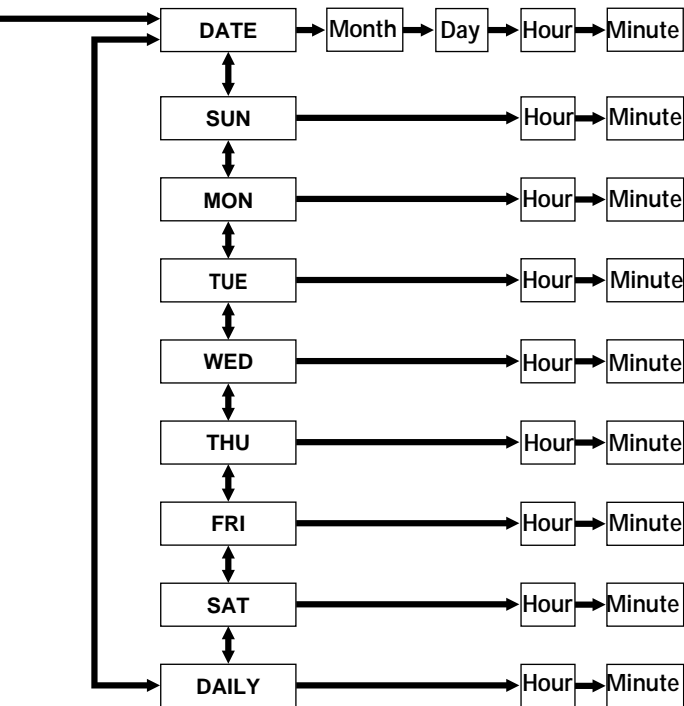 DATE Month Day Hour Minute
SUN Hour Minute
MON Hour Minute
TUE Hour Minute
WED Hour Minute
THU Hour Minute
FRI Hour Minute
SAT Hour Minute
DAILY Hour Minute